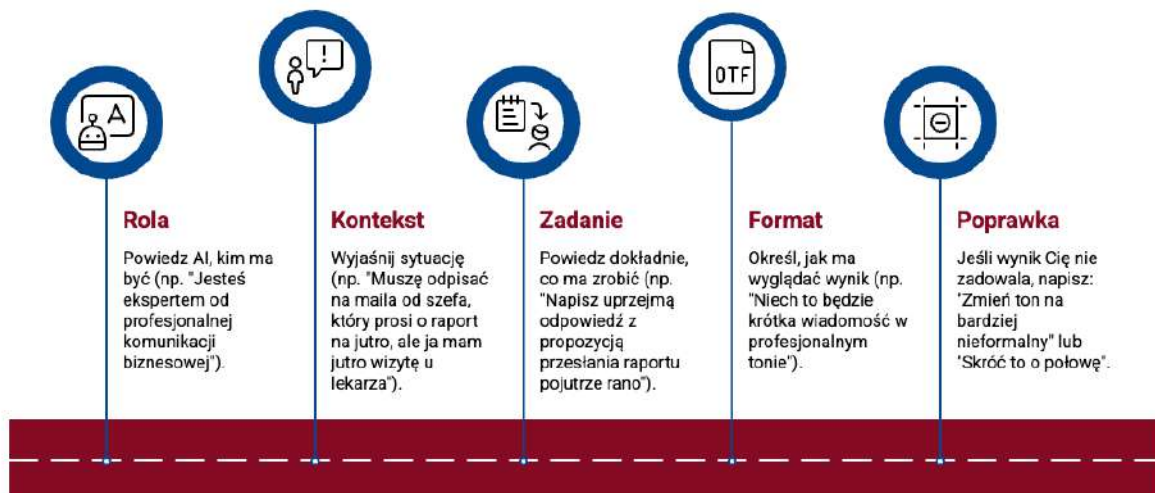 A
!
OTF
Rola
Powiedz AI, kim ma
być (np. "Jesteś
ekspertem od
profesjonalnej
komunikacji
biznesowej").
Kontekst
Wyjaśnij sytuację
(np. "Muszę odpisać
na maila od szefa,
który prosi o raport
na jutro, ale ja mam
jutro wizytę u
lekarza").
Zadanie
Powiedz dokładnie,
co ma zrobić (np.
"Napisz uprzejmą
odpowiedź z
propozycją
przesłania raportu
pojutrze rano").
Format
Określ, jak ma
wyglądać wynik (np.
"Niech to będzie
krótka wiadomość w
profesjonalnym
tonie").
Poprawka
Jeśli wynik Cię nie
zadowala, napisz:
"Zmień ton na
bardziej
nieformalny" lub
"Skróć to o połowę".